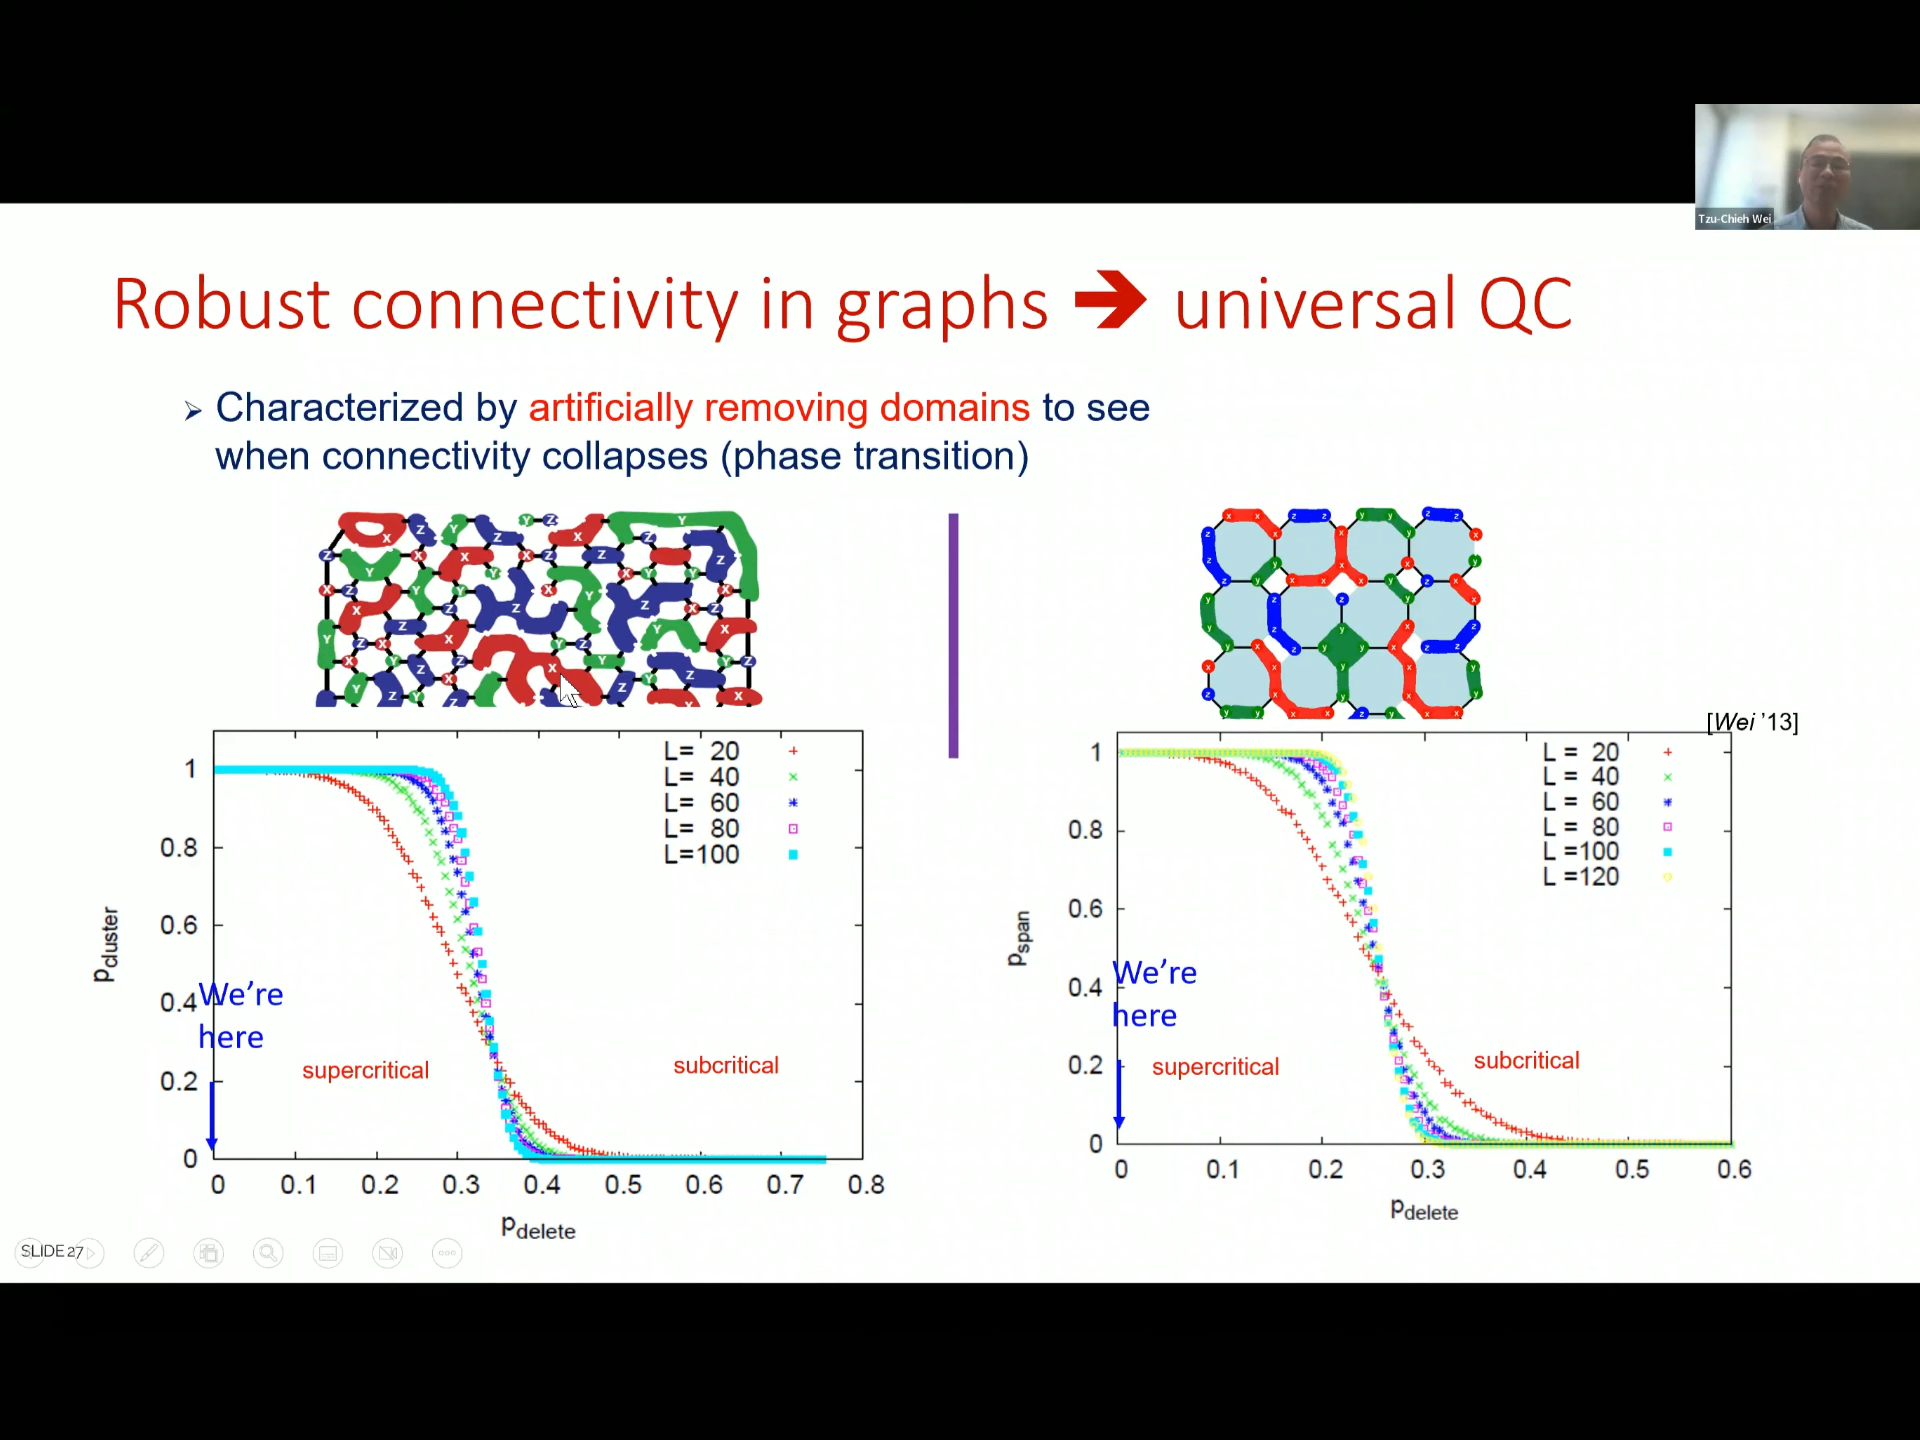 Tzu-Chieh Wei
Robust connectivity in graphs ➔ universal QC
➢ Characterized by artificially removing domains to see
when connectivity collapses (phase transition)
[Wei '13]
L= 20
L= 40
L= 60
L= 80
L=100
1
0.8
0.6
0.4
0.2
0
p_cluster
We're
here
supercritical
subcritical
0 0.1 0.2 0.3 0.4 0.5 0.6 0.7 0.8
p_delete
L = 20
L = 40
L = 60
L = 80
L =100
L =120
1
0.8
0.6
0.4
0.2
0
p_span
We're
here
supercritical
subcritical
0 0.1 0.2 0.3 0.4 0.5 0.6
p_delete
SLIDE 27